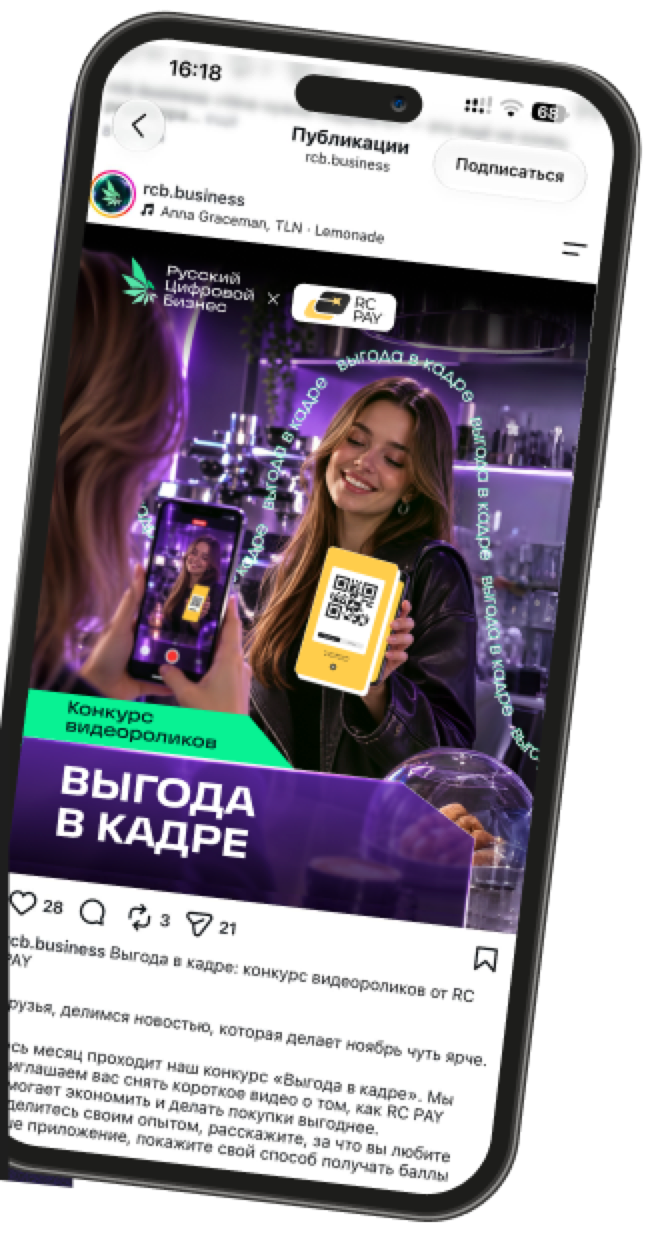 16:18
68
Публикации
rcb.business
Подписаться
rcb.business
Anna Graceman, TLN · Lemonade
Русский
Цифровой
Бизнес
×
RC
PAY
выгода в кадре выгода в кадре выгода в кадре выгода в кадре
Конкурс
видеороликов
ВЫГОДА
В КАДРЕ
28
3
21
rcb.business Выгода в кадре: конкурс видеороликов от RC
PAY
рузья, делимся новостью, которая делает ноябрь чуть ярче.
сь месяц проходит наш конкурс «Выгода в кадре». Мы
иглашаем вас снять короткое видео о том, как RC PAY
могает экономить и делать покупки выгоднее.
делитесь своим опытом, расскажите, за что вы любите
ше приложение, покажите свой способ получать баллы